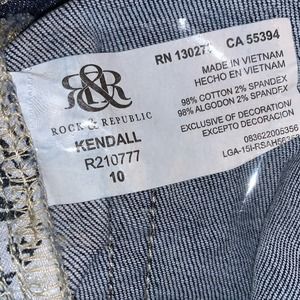 RN 13027
CA 55394
R&R
ROCK & REPUBLIC
KENDALL
R210777
10
MADE IN VIETNAM
HECHO EN VIETNAM
98% COTTON 2% SPANDEX
98% ALGODON 2% SPANDEX
EXCLUSIVE OF DECORATION/
EXCEPTO DECORACION
083622005356